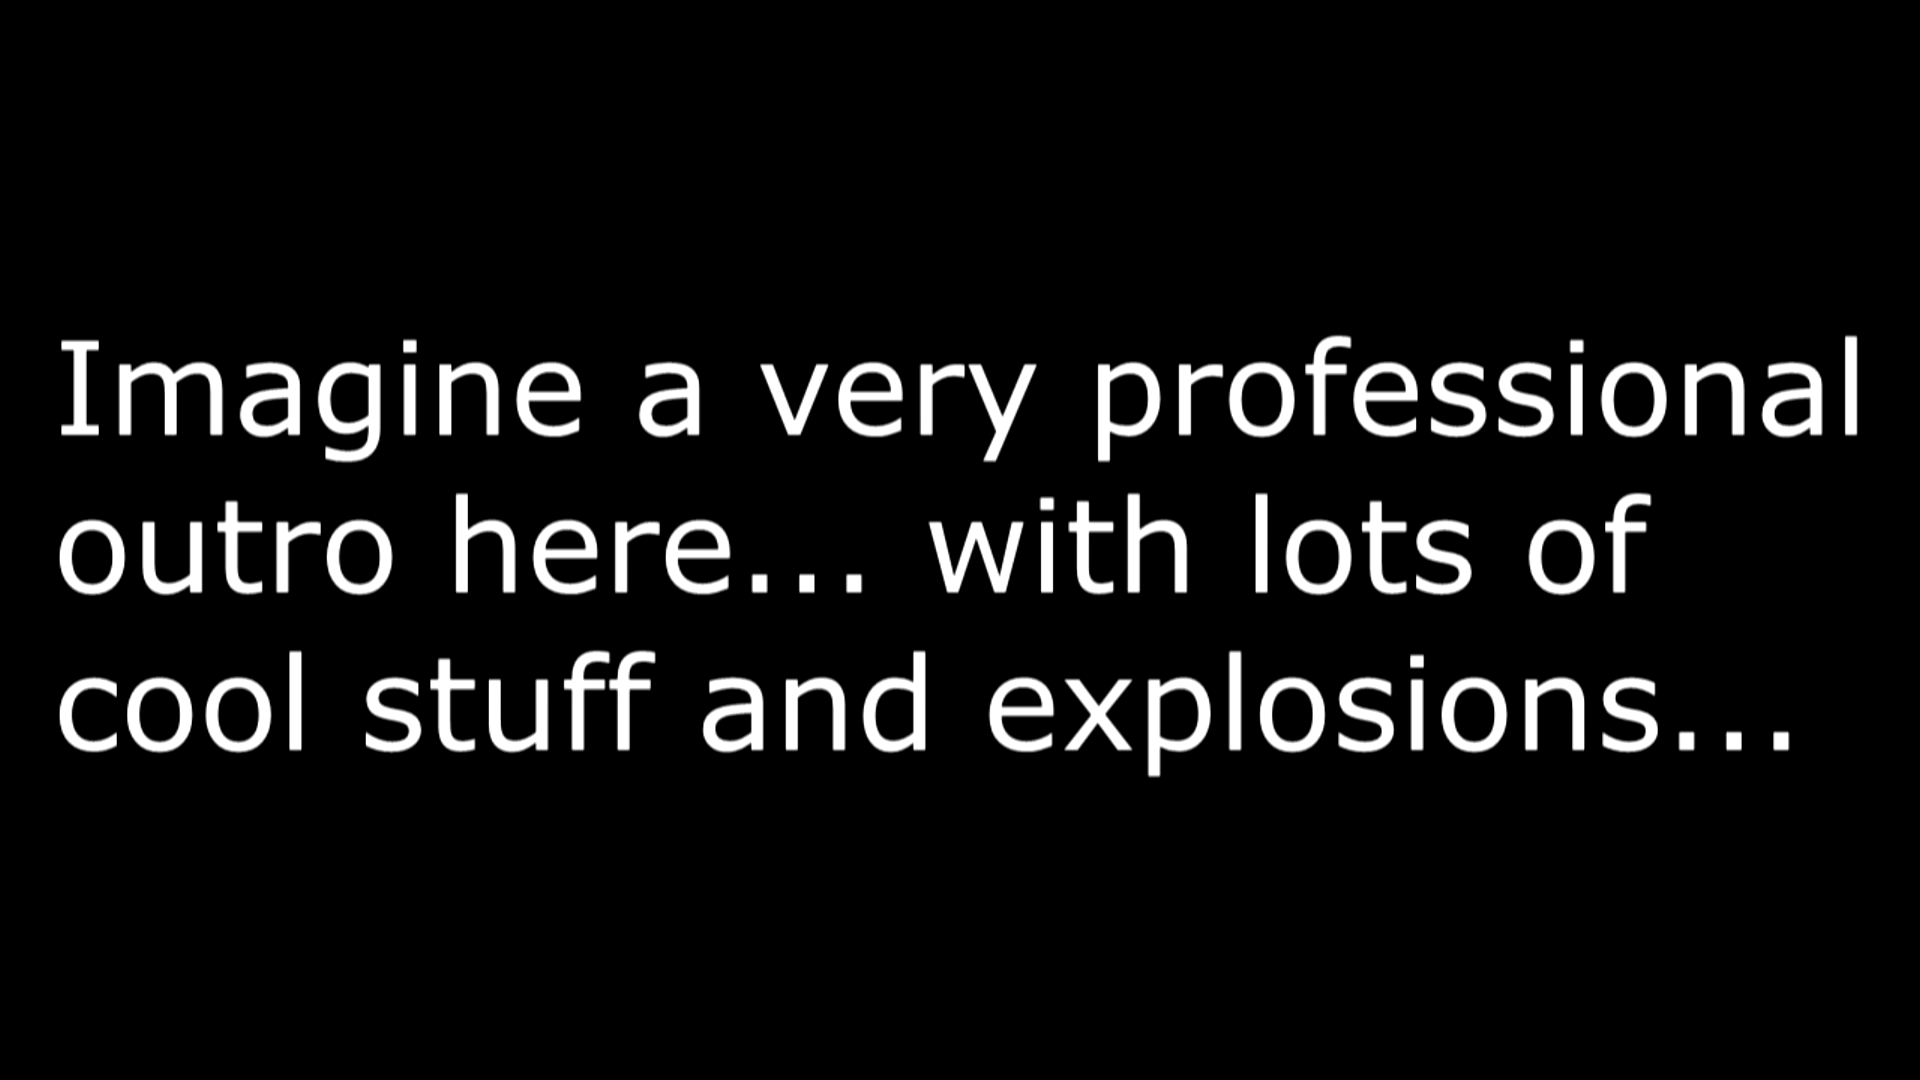 Imagine a very professional
outro here... with lots of
cool stuff and explosions...